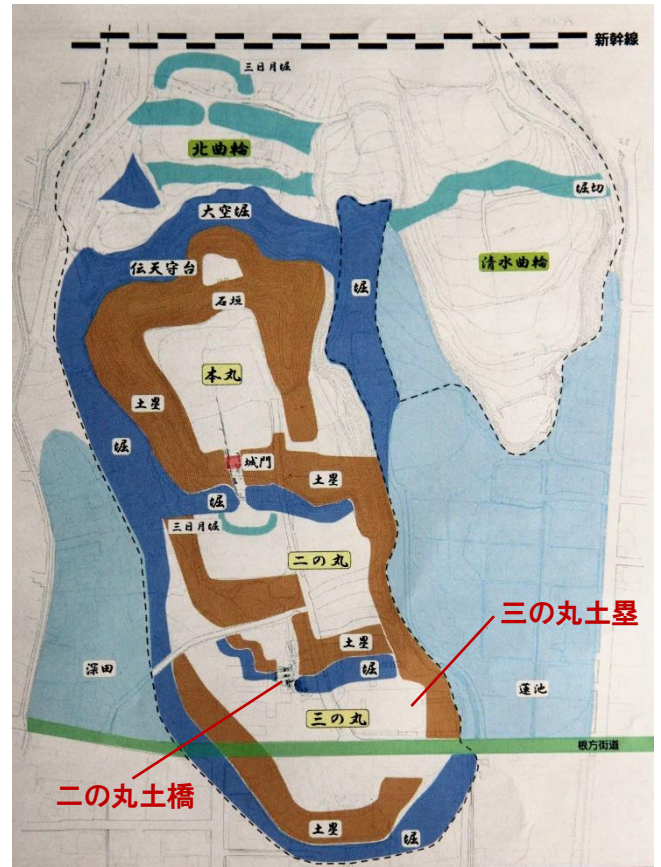 新幹線
三日月堀
北曲輪
堀切
大空堀
伝天守台
清水曲輪
堀
石垣
本丸
土塁
堀
城門
土塁
堀
三日月堀
二の丸
三の丸土塁
土塁
深田
堀
蓮池
三の丸
根方街道
二の丸土橋
土塁
堀